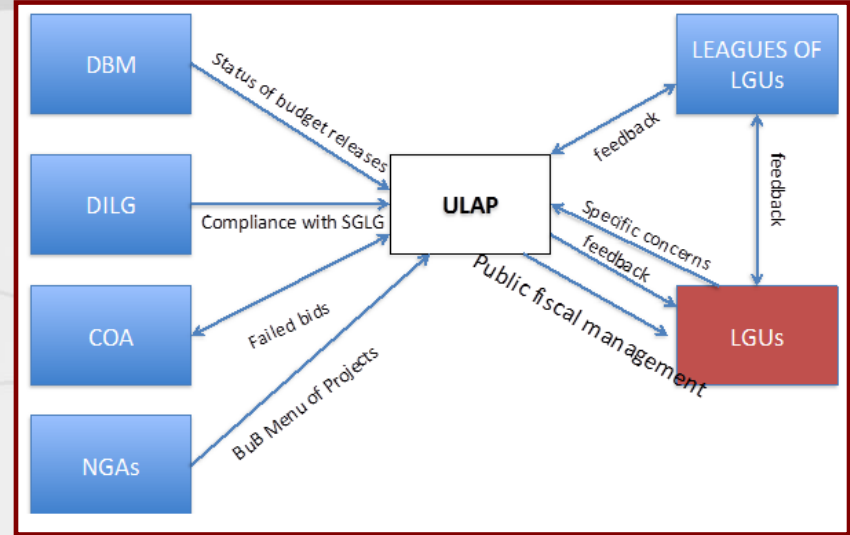 DBM
Status of budget releases
LEAGUES OF
LGUs
feedback
feedback
DILG
Compliance with SGLG
ULAP
Specific concerns
feedback
Public fiscal management
COA
Failed bids
LGUs
BuB Menu of Projects
NGAs